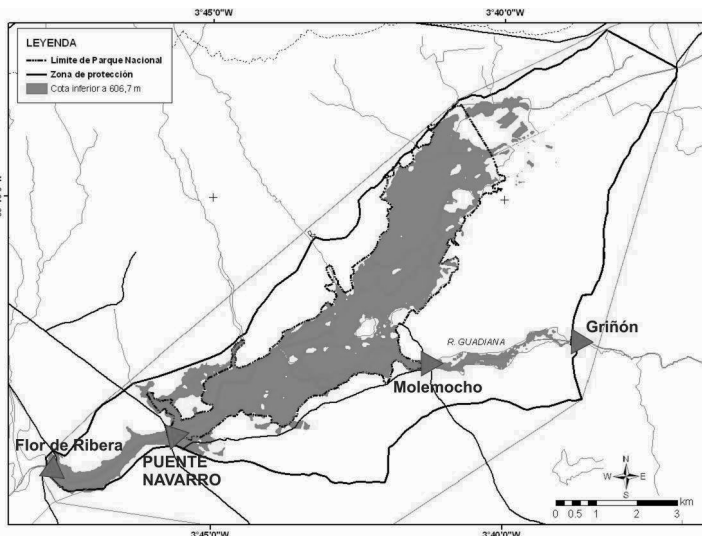 3°45'0"W
3°40'0"W
LEYENDA
Límite de Parque Nacional
Zona de protección
Cota inferior a 606,7 m
R. GUADIANA
Griñón
Molemocho
Flor de Ribera
PUENTE
NAVARRO
N
W E
S
0 0.5 1 2 3
km
3°45'0"W
3°40'0"W